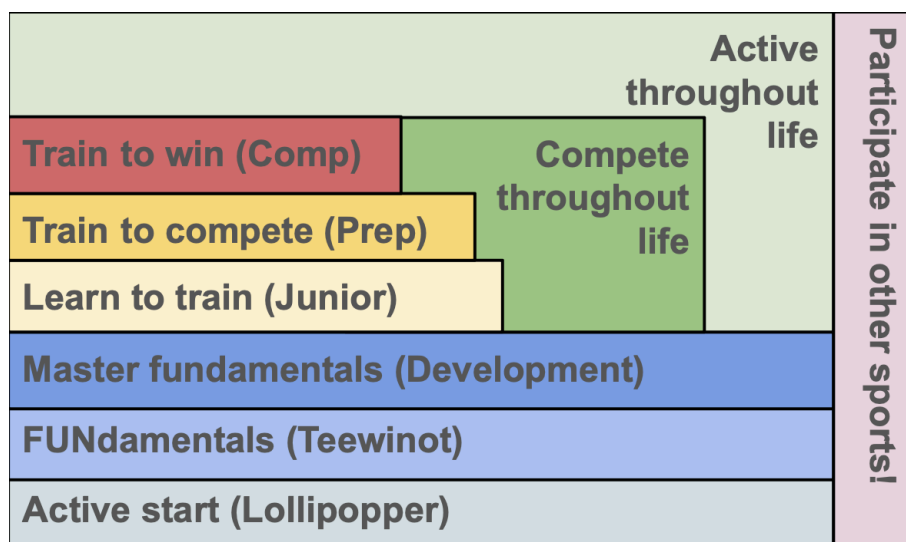 Active
throughout
life
Train to win (Comp)
Compete
throughout
life
Train to compete (Prep)
Learn to train (Junior)
Master fundamentals (Development)
FUNdamentals (Teewinot)
Active start (Lollipopper)
Participate in other sports!